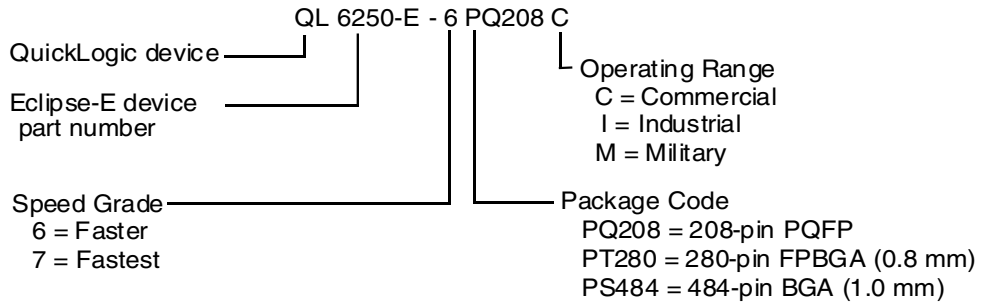 QL 6250-E - 6 PQ208 C
QuickLogic device
Eclipse-E device
part number
Speed Grade
6 = Faster
7 = Fastest
Operating Range
C = Commercial
I = Industrial
M = Military
Package Code
PQ208 = 208-pin PQFP
PT280 = 280-pin FPBGA (0.8 mm)
PS484 = 484-pin BGA (1.0 mm)